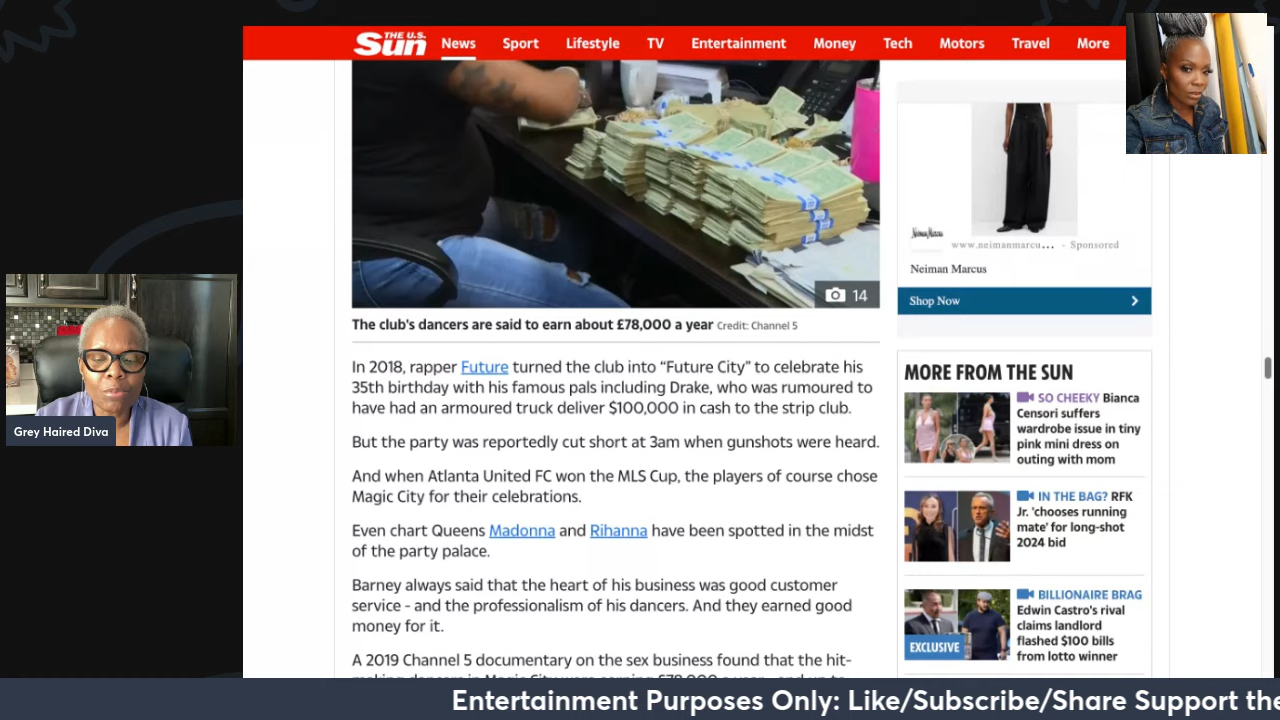 THE U.S. Sun
News Sport Lifestyle TV Entertainment Money Tech Motors Travel More
14
The club's dancers are said to earn about £78,000 a year Credit: Channel 5
In 2018, rapper Future turned the club into “Future City” to celebrate his
35th birthday with his famous pals including Drake, who was rumoured to
have had an armoured truck deliver $100,000 in cash to the strip club.
But the party was reportedly cut short at 3am when gunshots were heard.
And when Atlanta United FC won the MLS Cup, the players of course chose
Magic City for their celebrations.
Even chart Queens Madonna and Rihanna have been spotted in the midst
of the party palace.
Barney always said that the heart of his business was good customer
service - and the professionalism of his dancers. And they earned good
money for it.
A 2019 Channel 5 documentary on the sex business found that the hit-
Neiman Marcus
www.neimanmarcu... - Sponsored
Neiman Marcus
Shop Now
MORE FROM THE SUN
SO CHEEKY Bianca
Censori suffers
wardrobe issue in tiny
pink mini dress on
outing with mom
IN THE BAG? RFK
Jr. 'chooses running
mate' for long-shot
2024 bid
BILLIONAIRE BRAG
Edwin Castro's rival
claims landlord
flashed $100 bills
from lotto winner
EXCLUSIVE
Grey Haired Diva
Entertainment Purposes Only: Like/Subscribe/Share Support the